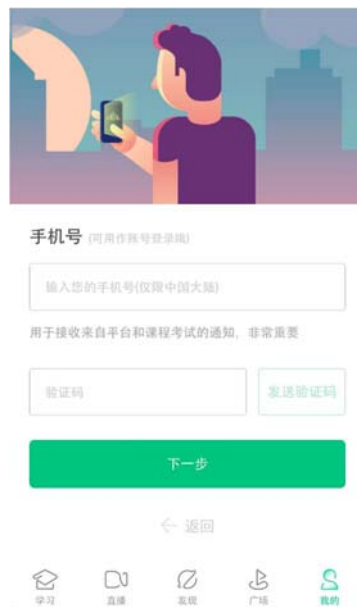 手机号 (可用作账号登录哦)
输入您的手机号(仅限中国大陆)
用于接收来自平台和课程考试的通知，非常重要
验证码 发送验证码
下一步
返回
学习 直播 发现 广场 我的